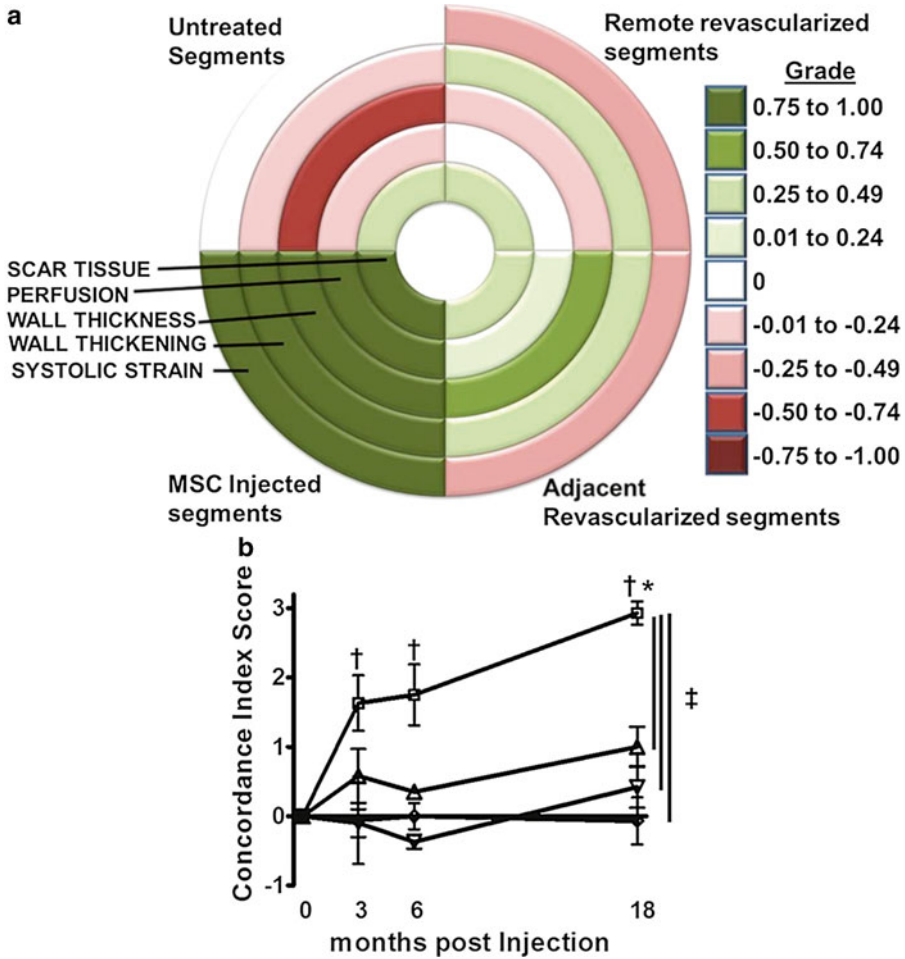 a
Untreated
Segments
Remote revascularized
segments
Grade
0.75 to 1.00
0.50 to 0.74
0.25 to 0.49
0.01 to 0.24
0
-0.01 to -0.24
-0.25 to -0.49
-0.50 to -0.74
-0.75 to -1.00
SCAR TISSUE
PERFUSION
WALL THICKNESS
WALL THICKENING
SYSTOLIC STRAIN
MSC Injected
segments
Adjacent
Revascularized segments
b
Concordance Index Score
3
2
1
0
-1
†
†
† *
‡
0 3 6 18
months post Injection